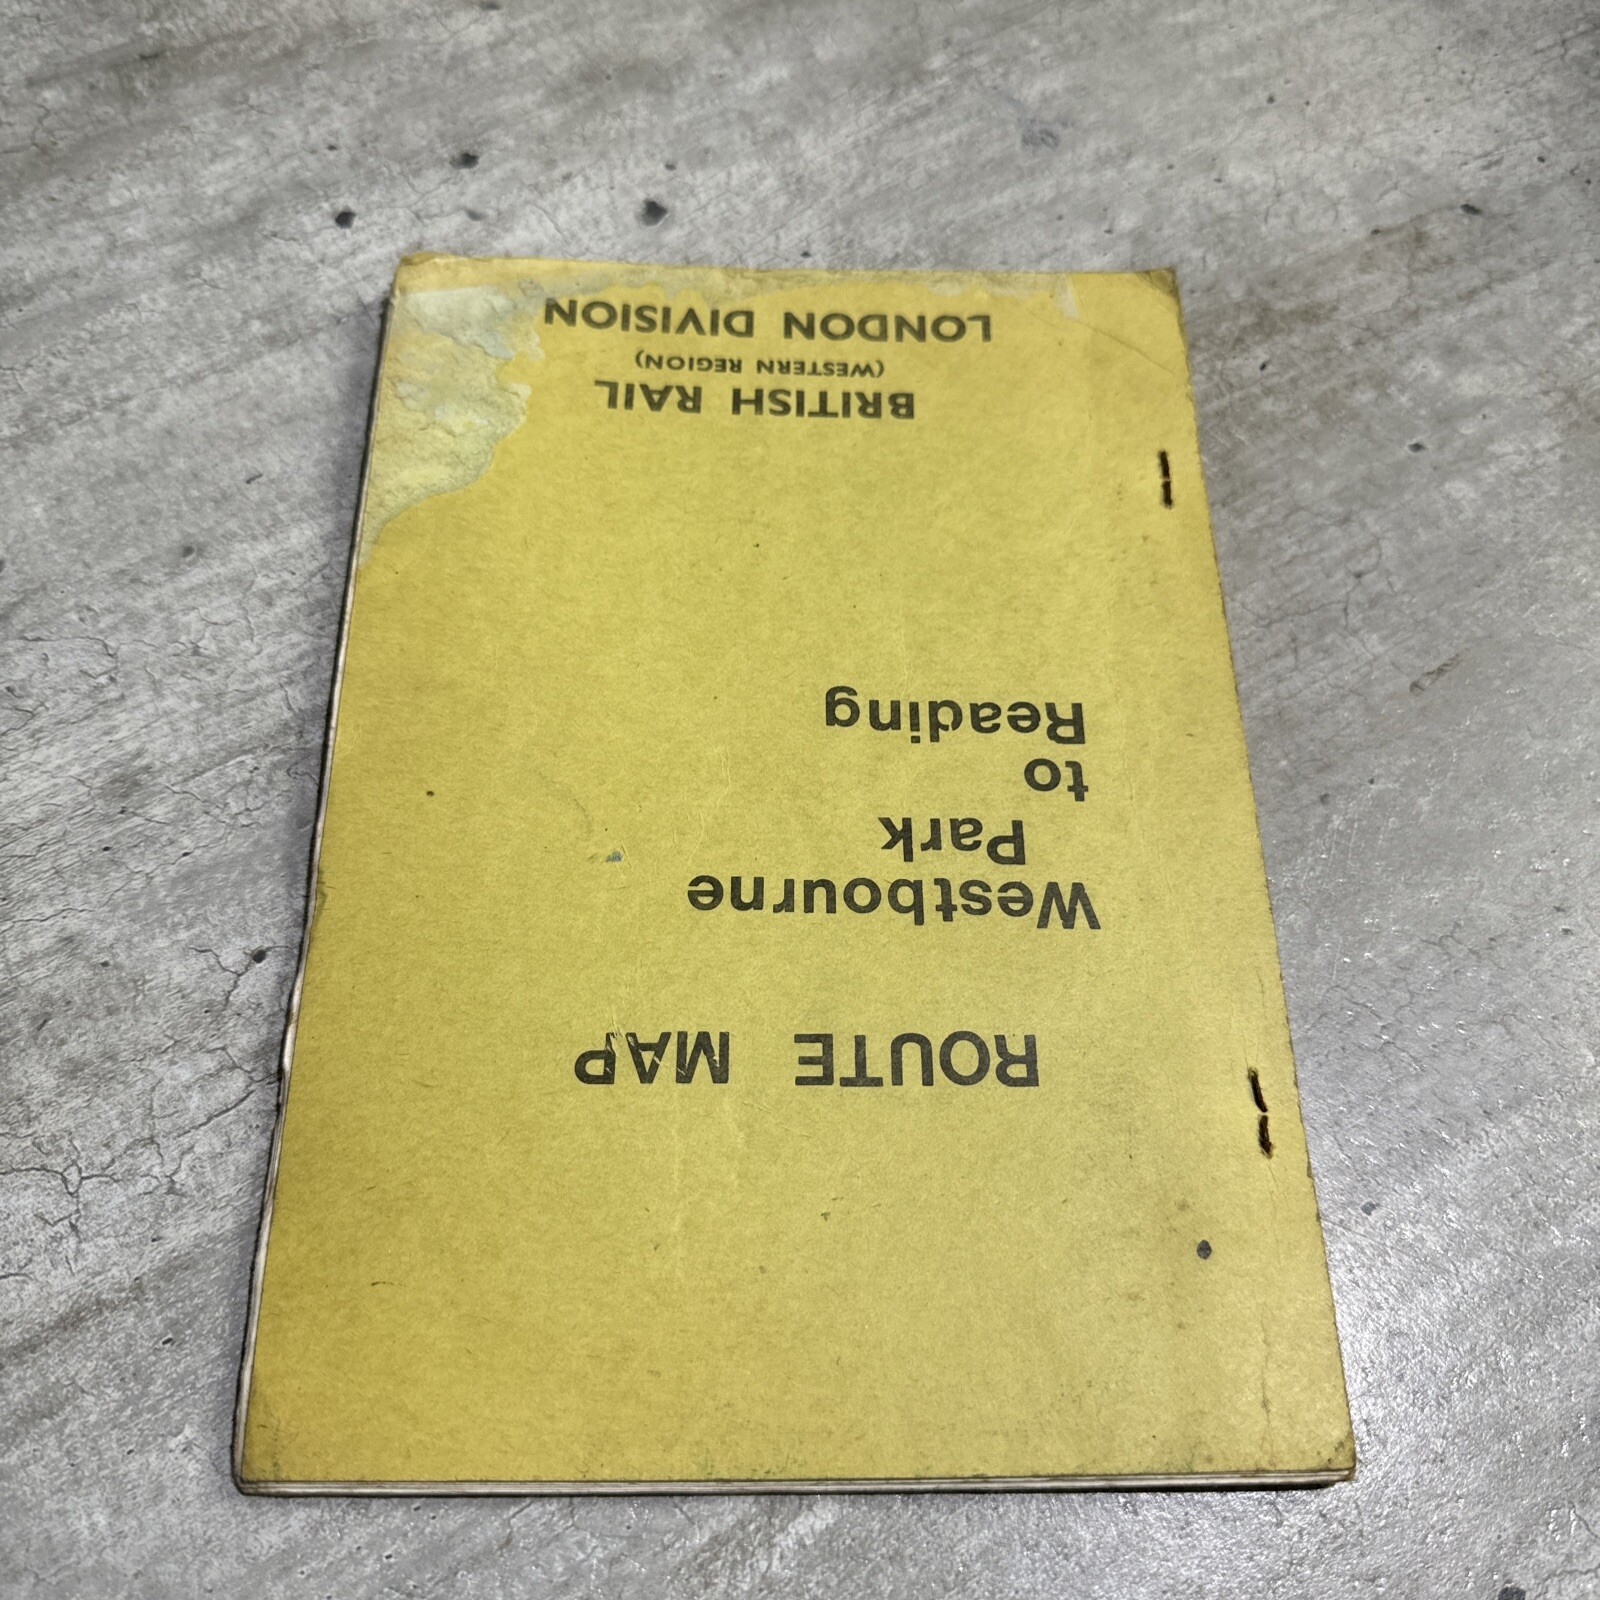 ROUTE MAP
Westbourne
Park
to
Reading
BRITISH RAIL
(WESTERN REGION)
LONDON DIVISION